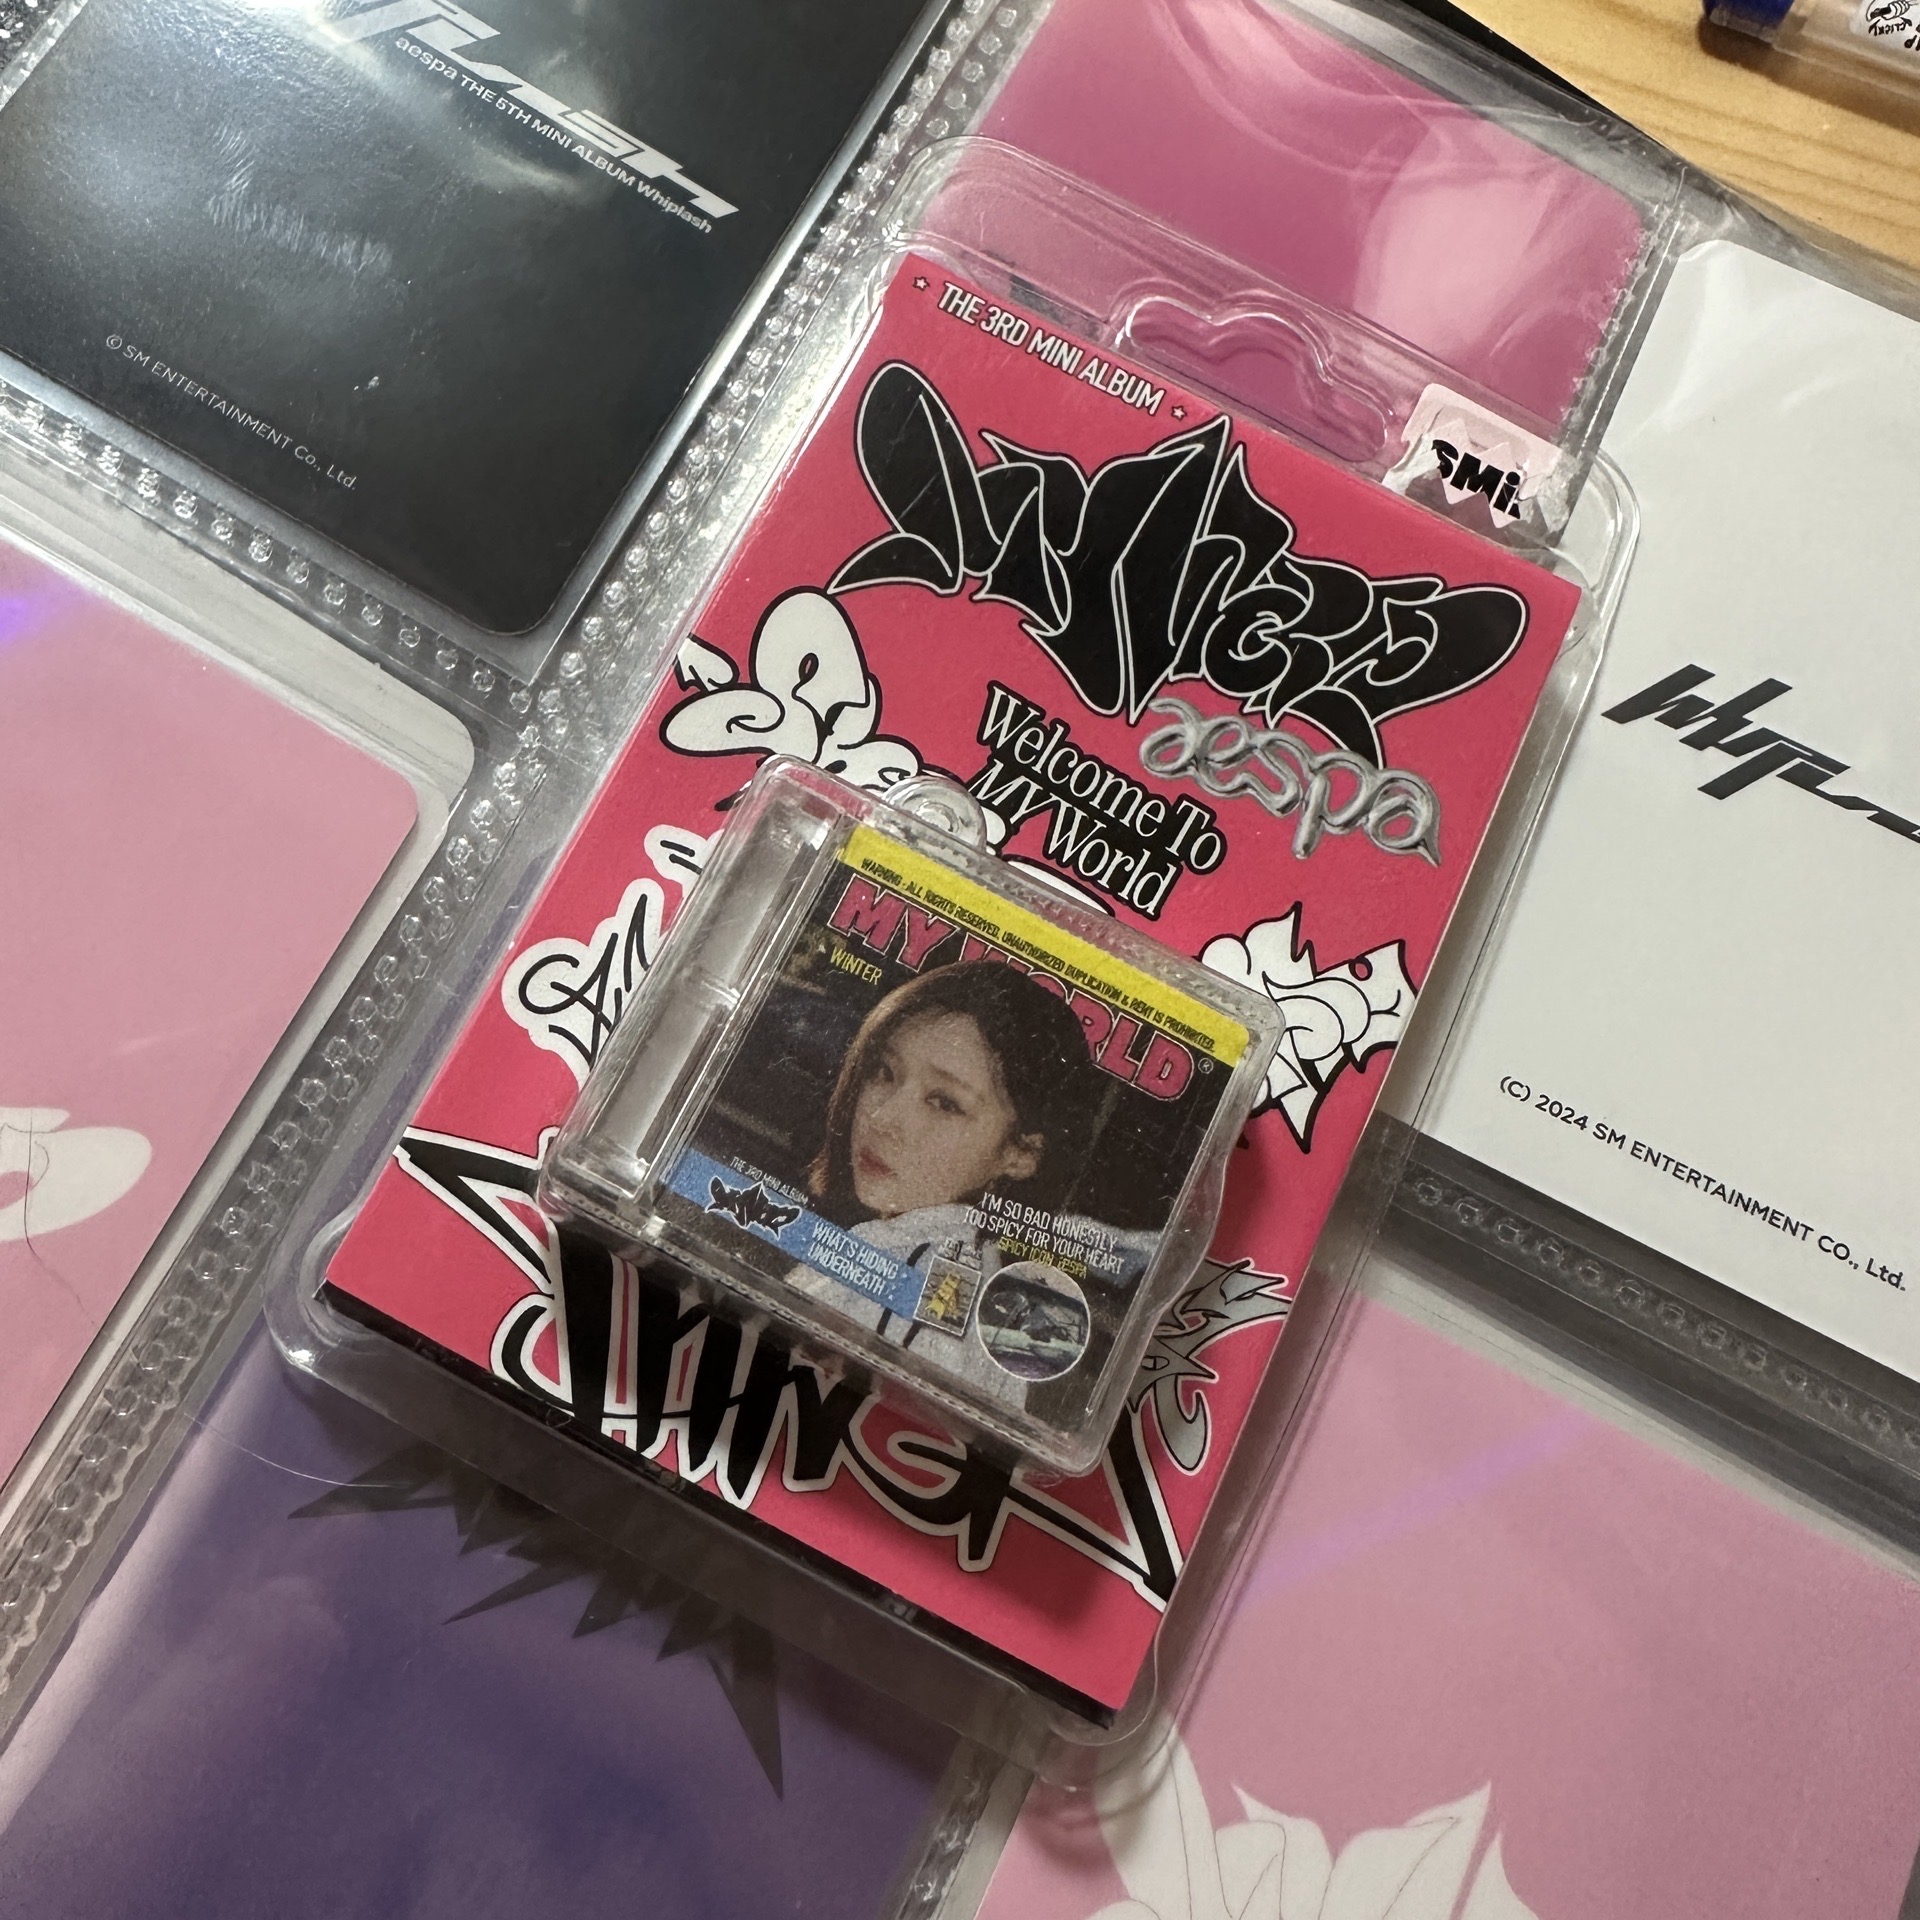 aespa THE 5TH MINI ALBUM Whiplash
© SM ENTERTAINMENT Co., Ltd.
THE 3RD MINI ALBUM
aespa
Welcome To
MY World
WARNING - ALL RIGHTS RESERVED. UNAUTHORIZED DUPLICATION & RENT IS PROHIBITED.
MY WORLD®
WINTER
THE 3RD MINI ALBUM
WHAT'S HIDING
UNDERNEATH
I'M SO BAD HONESTLY
TOO SPICY FOR YOUR HEART
SPICY ICON, æSPA
(C) 2024 SM ENTERTAINMENT CO., Ltd.